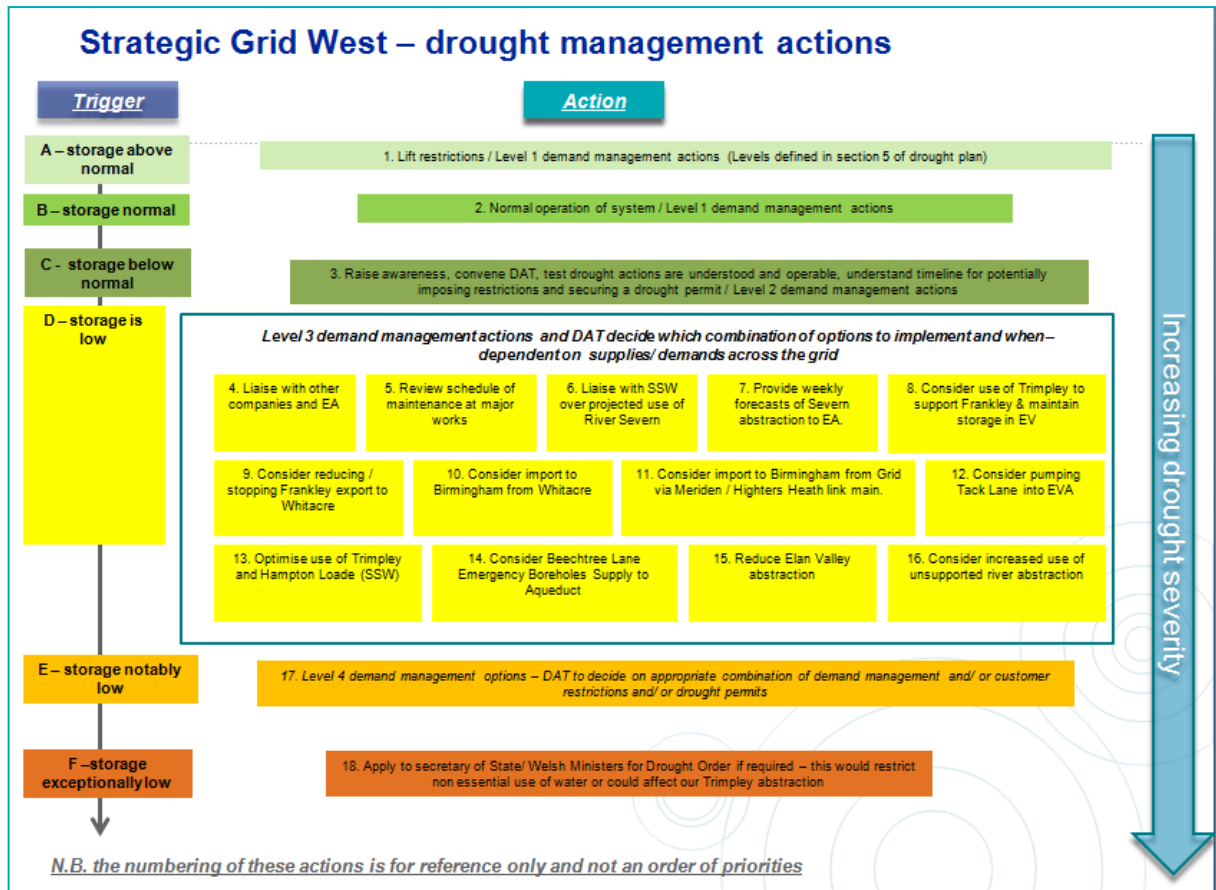 Strategic Grid West – drought management actions
Trigger
Action
A – storage above
normal
1. Lift restrictions / Level 1 demand management actions (Levels defined in section 5 of drought plan)
B – storage normal
2. Normal operation of system / Level 1 demand management actions
C - storage below
normal
3. Raise awareness, convene DAT, test drought actions are understood and operable, understand timeline for potentially
imposing restrictions and securing a drought permit / Level 2 demand management actions
D – storage is
low
Level 3 demand management actions and DAT decide which combination of options to implement and when –
dependent on supplies/ demands across the grid
4. Liaise with other
companies and EA
5. Review schedule of
maintenance at major
works
6. Liaise with SSW
over projected use of
River Severn
7. Provide weekly
forecasts of Severn
abstraction to EA.
8. Consider use of Trimpley to
support Frankley & maintain
storage in EV
9. Consider reducing /
stopping Frankley export to
Whitacre
10. Consider import to
Birmingham from Whitacre
11. Consider import to Birmingham from Grid
via Meriden / Highters Heath link main.
12. Consider pumping
Tack Lane into EVA
13. Optimise use of Trimpley
and Hampton Loade (SSW)
14. Consider Beechtree Lane
Emergency Boreholes Supply to
Aqueduct
15. Reduce Elan Valley
abstraction
16. Consider increased use of
unsupported river abstraction
E – storage notably
low
17. Level 4 demand management options – DAT to decide on appropriate combination of demand management and/ or customer
restrictions and/ or drought permits
F –storage
exceptionally low
18. Apply to secretary of State/ Welsh Ministers for Drought Order if required – this would restrict
non essential use of water or could affect our Trimpley abstraction
Increasing drought severity
N.B. the numbering of these actions is for reference only and not an order of priorities